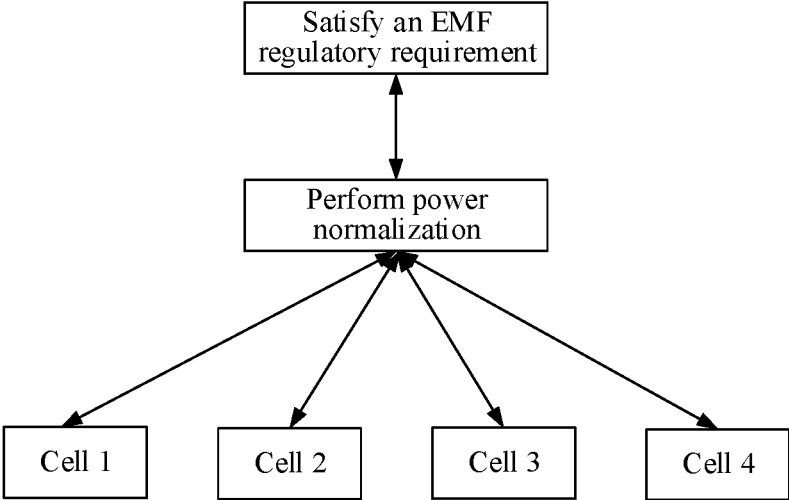 Satisfy an EMF
regulatory requirement
Perform power
normalization
Cell 1
Cell 2
Cell 3
Cell 4